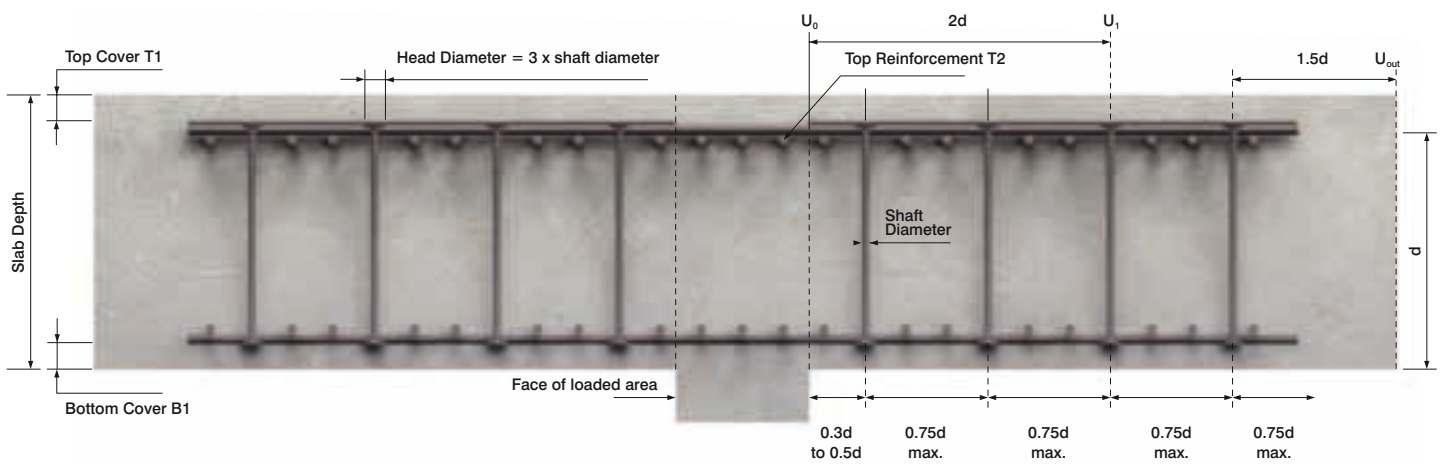 U₀
2d
U₁
Top Cover T1
Head Diameter = 3 x shaft diameter
Top Reinforcement T2
1.5d
Uout
Slab Depth
Shaft
Diameter
d
Face of loaded area
Bottom Cover B1
0.3d
to 0.5d
0.75d
max.
0.75d
max.
0.75d
max.
0.75d
max.